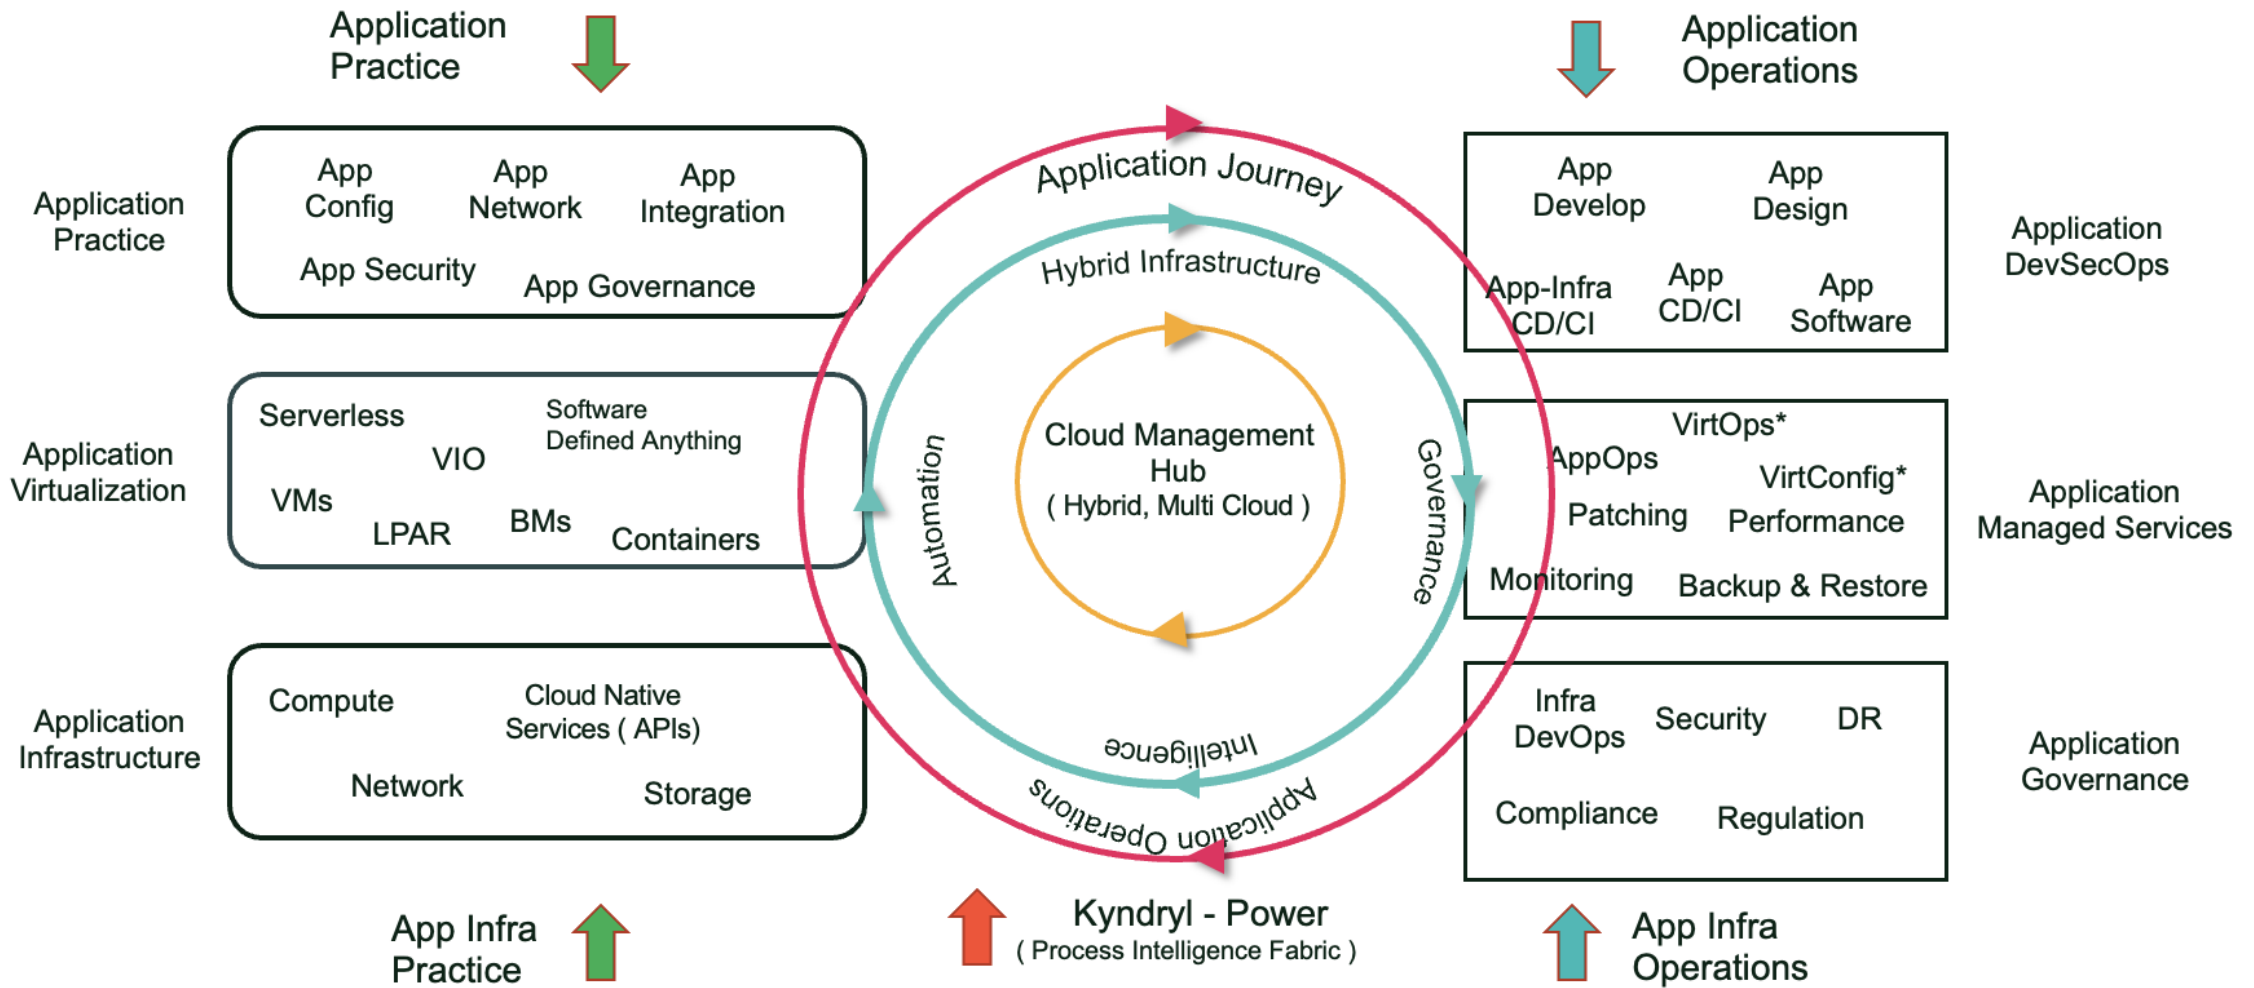 Application
Practice
Application
Operations
Application
Practice
App
Config
App
Network
App
Integration
App Security
App Governance
Application
Virtualization
Serverless
VIO
Software
Defined Anything
VMs
LPAR
BMs
Containers
Application
Infrastructure
Compute
Cloud Native
Services ( APIs)
Network
Storage
App Infra
Practice
Application Journey
Hybrid Infrastructure
Automation
Cloud Management
Hub
( Hybrid, Multi Cloud )
Governance
Intelligence
Application Operations
Kyndryl - Power
( Process Intelligence Fabric )
App
Develop
App
Design
App-Infra
CD/CI
App
CD/CI
App
Software
Application
DevSecOps
VirtOps*
AppOps
VirtConfig*
Patching
Performance
Monitoring
Backup & Restore
Application
Managed Services
Infra
DevOps
Security
DR
Compliance
Regulation
Application
Governance
App Infra
Operations